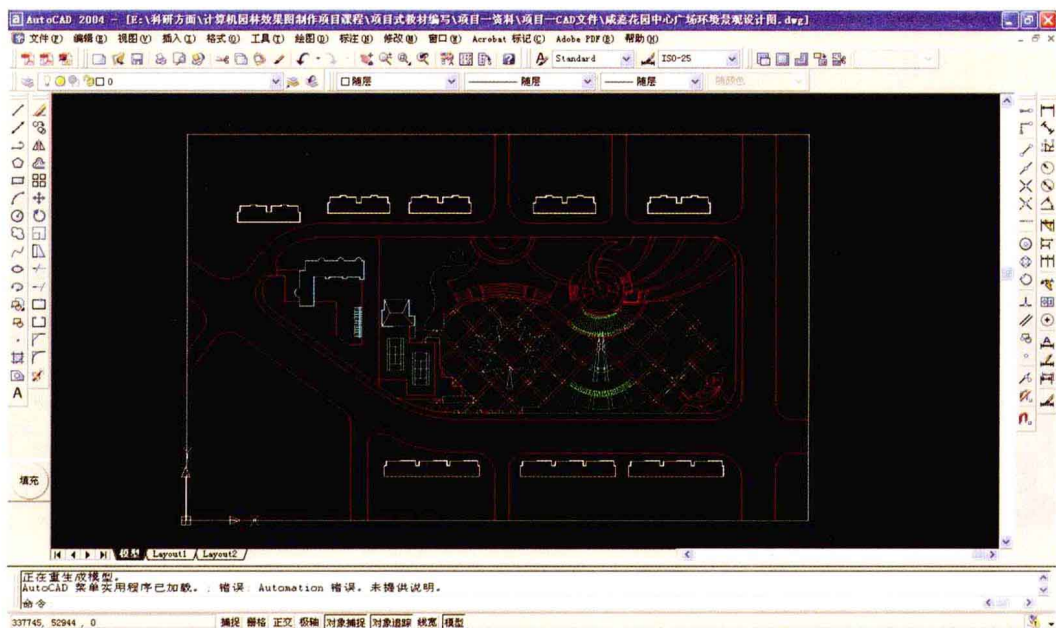 AutoCAD 2004 - [E:\科研方面\计算机园林效果图制作项目课程\项目式教材编写\项目一资料\项目一CAD文件\咸嘉花园中心广场环境景观设计图.dwg]
文件(F) 编辑(E) 视图(V) 插入(I) 格式(O) 工具(T) 绘图(D) 标注(N) 修改(M) 窗口(W) Acrobat 标记(C) Adobe PDF(B) 帮助(H)
Standard ISO-25
0 随层 随层 随层 随颜色
A
填充
Y
X
模型 Layout1 Layout2
正在重生成模型。
AutoCAD 菜单实用程序已加载。: 错误: Automation 错误。未提供说明。
命令
337745, 52944 , 0 捕捉 栅格 正交 极轴 对象捕捉 对象追踪 线宽 模型